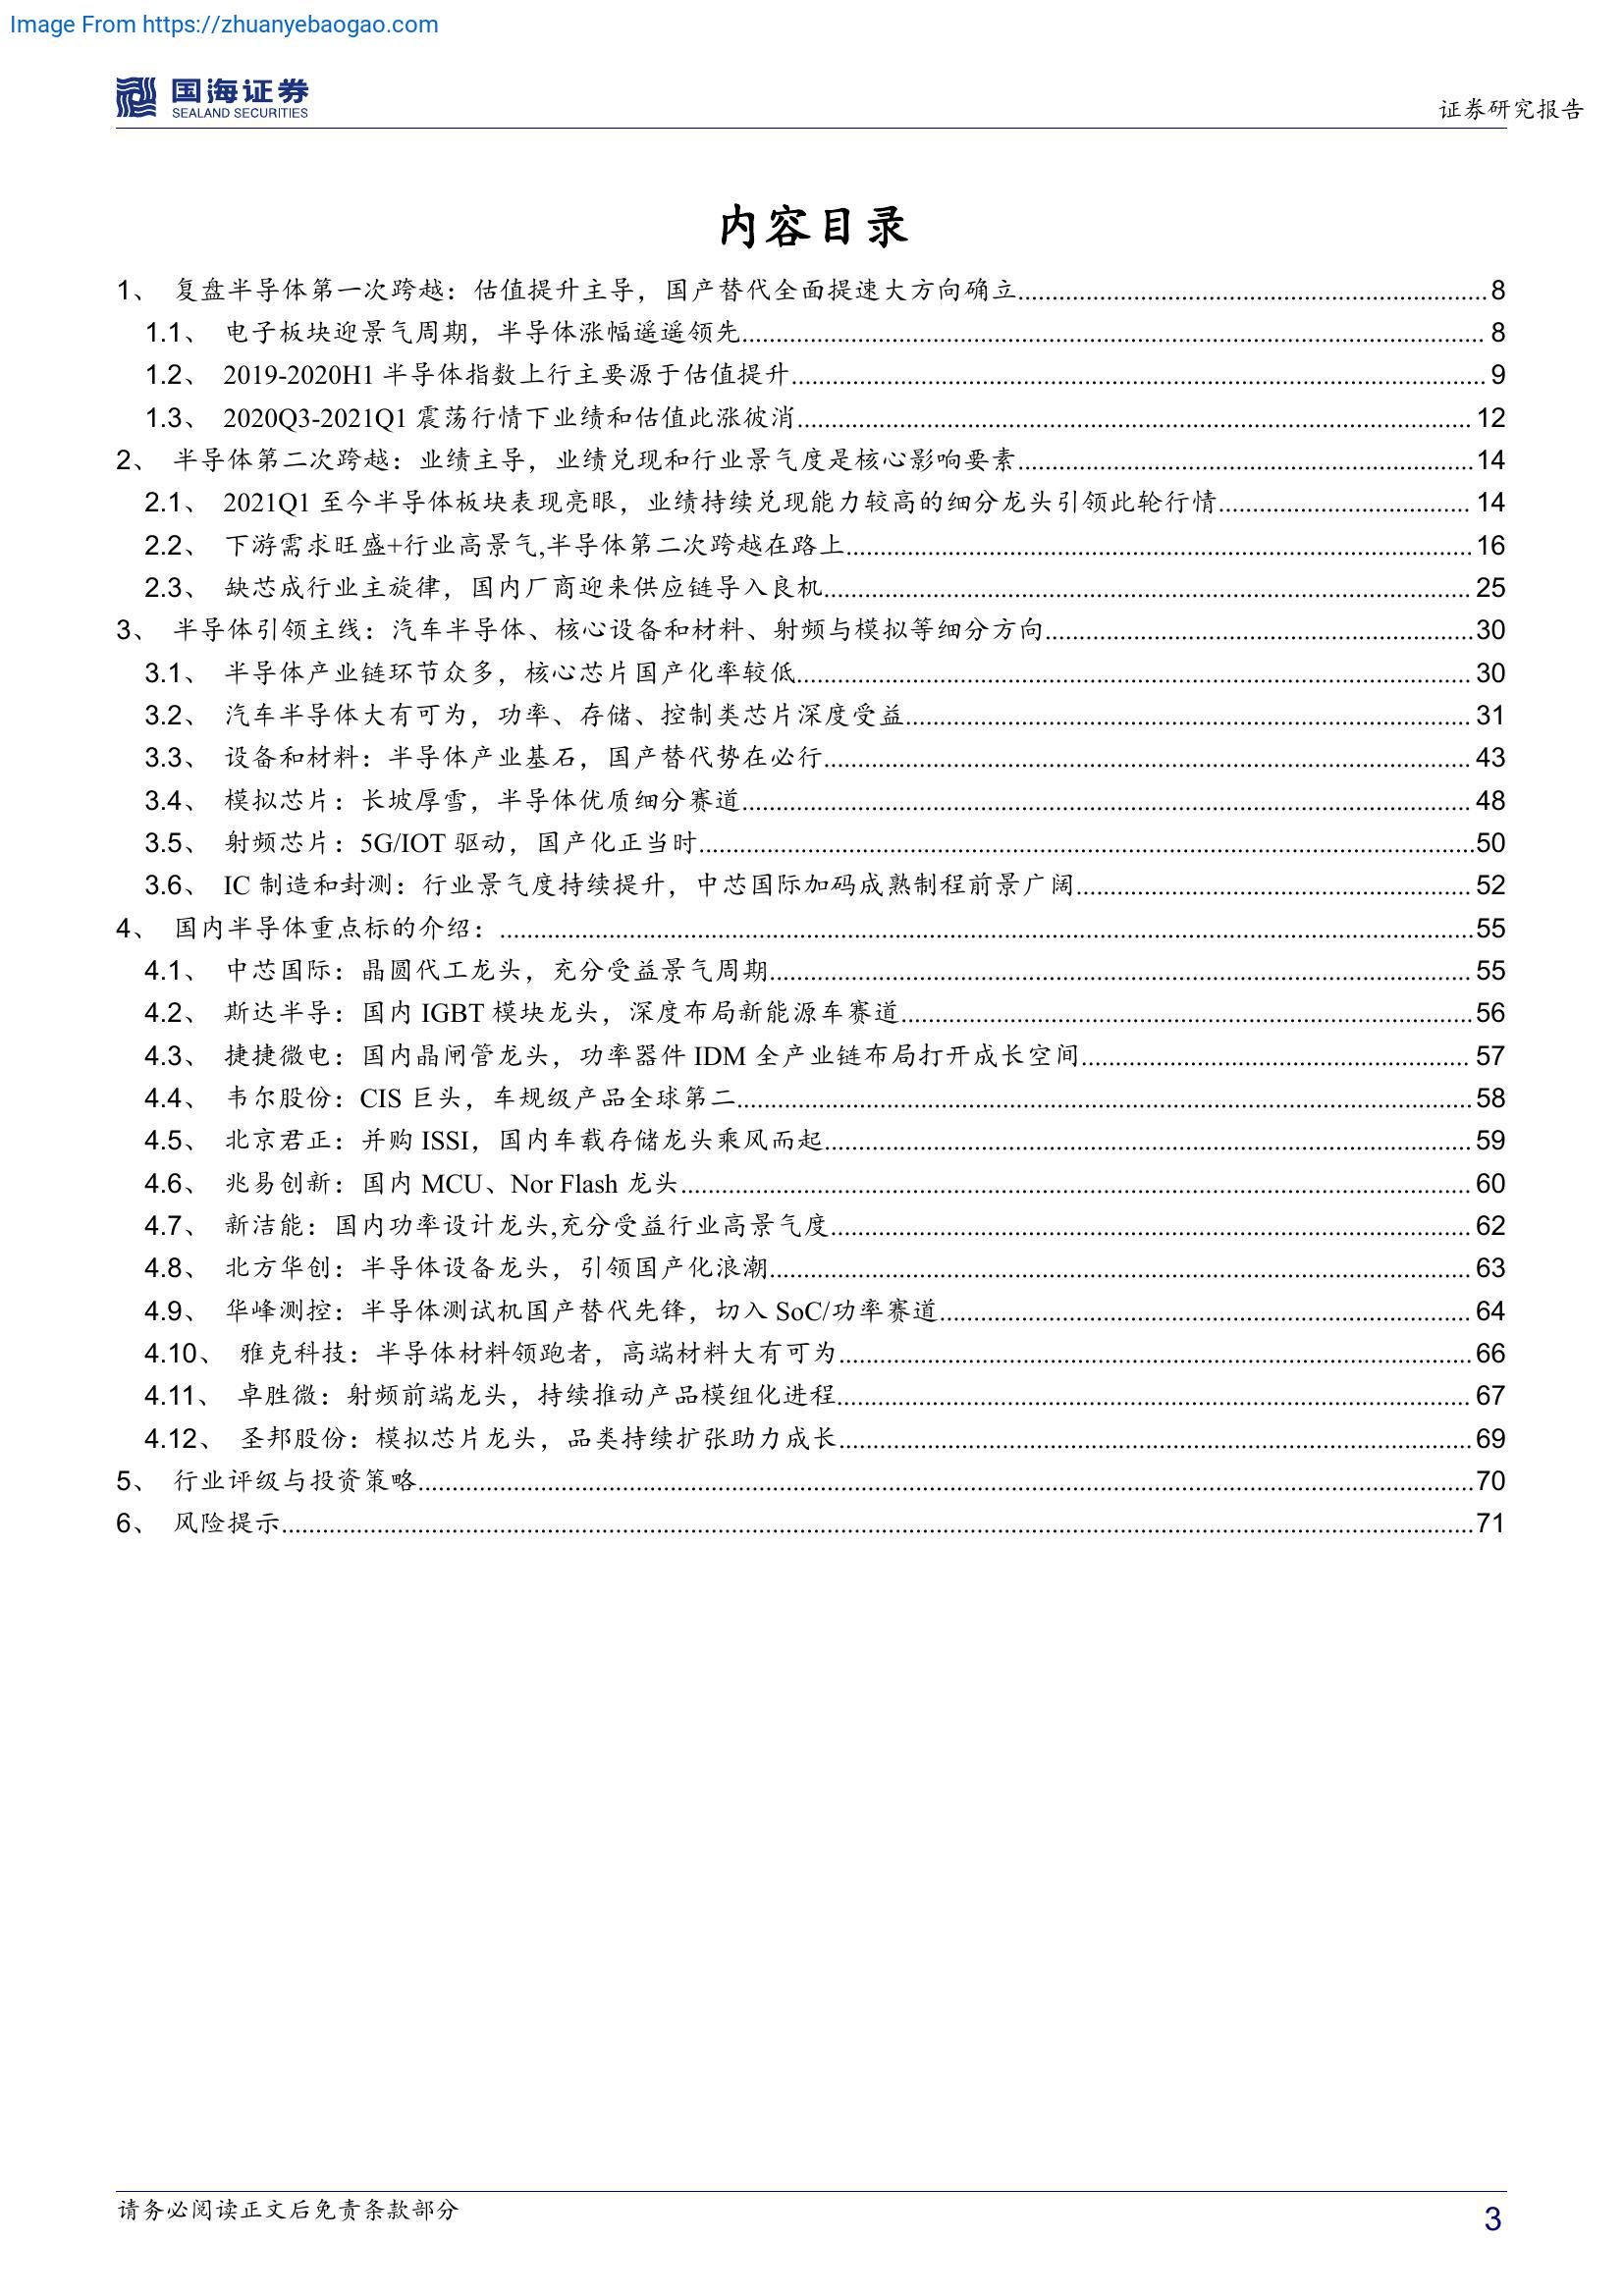 Image From https://zhuanyebaogao.com
国海证券
SEALAND SECURITIES
证券研究报告
内容目录
1、 复盘半导体第一次跨越：估值提升主导，国产替代全面提速大方向确立 8
1.1、 电子板块迎景气周期，半导体涨幅遥遥领先 8
1.2、 2019-2020H1 半导体指数上行主要源于估值提升 9
1.3、 2020Q3-2021Q1 震荡行情下业绩和估值此涨彼消 12
2、 半导体第二次跨越：业绩主导，业绩兑现和行业景气度是核心影响要素 14
2.1、 2021Q1 至今半导体板块表现亮眼，业绩持续兑现能力较高的细分龙头引领此轮行情 14
2.2、 下游需求旺盛+行业高景气,半导体第二次跨越在路上 16
2.3、 缺芯成行业主旋律，国内厂商迎来供应链导入良机 25
3、 半导体引领主线：汽车半导体、核心设备和材料、射频与模拟等细分方向 30
3.1、 半导体产业链环节众多，核心芯片国产化率较低 30
3.2、 汽车半导体大有可为，功率、存储、控制类芯片深度受益 31
3.3、 设备和材料：半导体产业基石，国产替代势在必行 43
3.4、 模拟芯片：长坡厚雪，半导体优质细分赛道 48
3.5、 射频芯片：5G/IOT 驱动，国产化正当时 50
3.6、 IC 制造和封测：行业景气度持续提升，中芯国际加码成熟制程前景广阔 52
4、 国内半导体重点标的介绍： 55
4.1、 中芯国际：晶圆代工龙头，充分受益景气周期 55
4.2、 斯达半导：国内 IGBT 模块龙头，深度布局新能源车赛道 56
4.3、 捷捷微电：国内晶闸管龙头，功率器件 IDM 全产业链布局打开成长空间 57
4.4、 韦尔股份：CIS 巨头，车规级产品全球第二 58
4.5、 北京君正：并购 ISSI，国内车载存储龙头乘风而起 59
4.6、 兆易创新：国内 MCU、Nor Flash 龙头 60
4.7、 新洁能：国内功率设计龙头,充分受益行业高景气度 62
4.8、 北方华创：半导体设备龙头，引领国产化浪潮 63
4.9、 华峰测控：半导体测试机国产替代先锋，切入 SoC/功率赛道 64
4.10、 雅克科技：半导体材料领跑者，高端材料大有可为 66
4.11、 卓胜微：射频前端龙头，持续推动产品模组化进程 67
4.12、 圣邦股份：模拟芯片龙头，品类持续扩张助力成长 69
5、 行业评级与投资策略 70
6、 风险提示 71
请务必阅读正文后免责条款部分
3